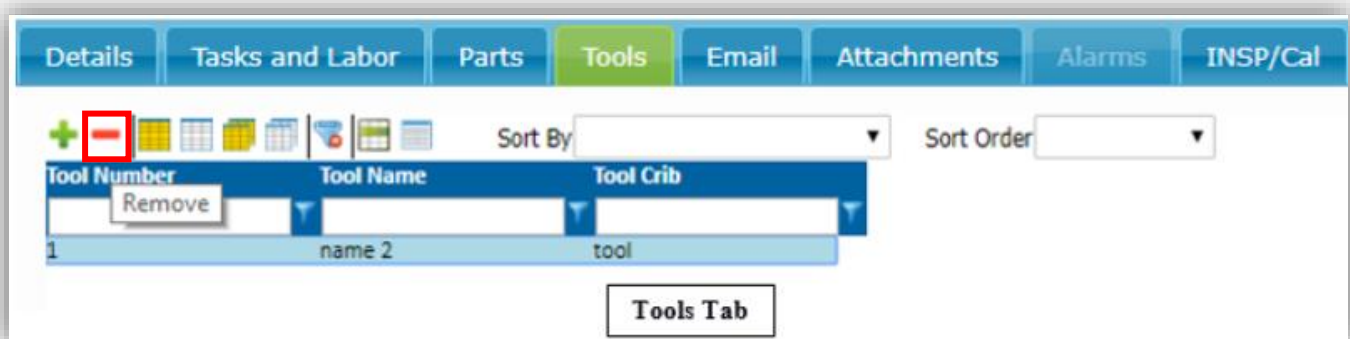 Details Tasks and Labor Parts Tools Email Attachments Alarms INSP/Cal
Sort By Sort Order
Tool Number Tool Name Tool Crib
Remove
1 name 2 tool
Tools Tab